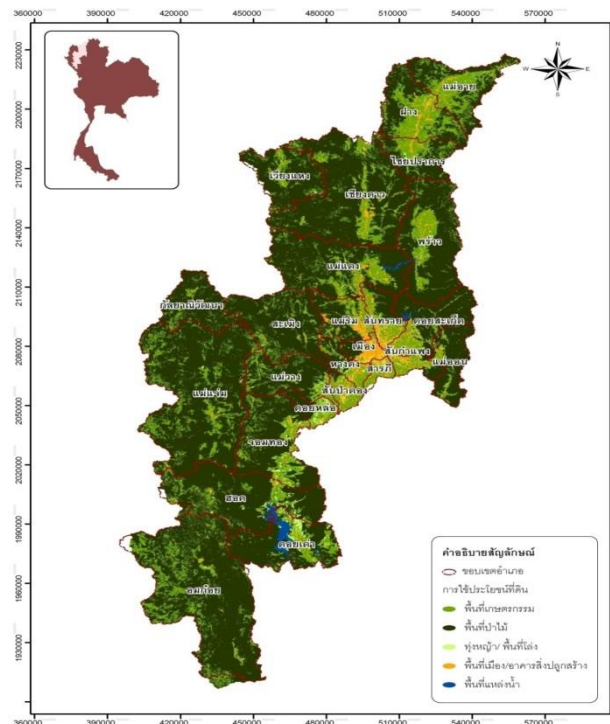 360000 390000 420000 450000 480000 510000 540000 570000
2230000
2200000
2170000
2140000
2110000
2080000
2050000
2020000
1990000
1960000
1930000
N
W E
S
แม่อาย
ฝาง
ไชยปราการ
เวียงแหง
เชียงดาว
พร้าว
แม่แตง
กัลยาณิวัฒนา
สะเมิง
แม่ริม
สันทราย
ดอยสะเก็ด
เมือง
สันกำแพง
แม่ออน
หางดง
สารภี
แม่วาง
แม่แจ่ม
สันป่าตอง
ดอยหล่อ
จอมทอง
ฮอด
ดอยเต่า
อมก๋อย
คำอธิบายสัญลักษณ์
ขอบเขตอำเภอ
การใช้ประโยชน์ที่ดิน
พื้นที่เกษตรกรรม
พื้นที่ป่าไม้
ทุ่งหญ้า/ พื้นที่โล่ง
พื้นที่เมือง/อาคารสิ่งปลูกสร้าง
พื้นที่แหล่งน้ำ
360000 390000 420000 450000 480000 510000 540000 570000